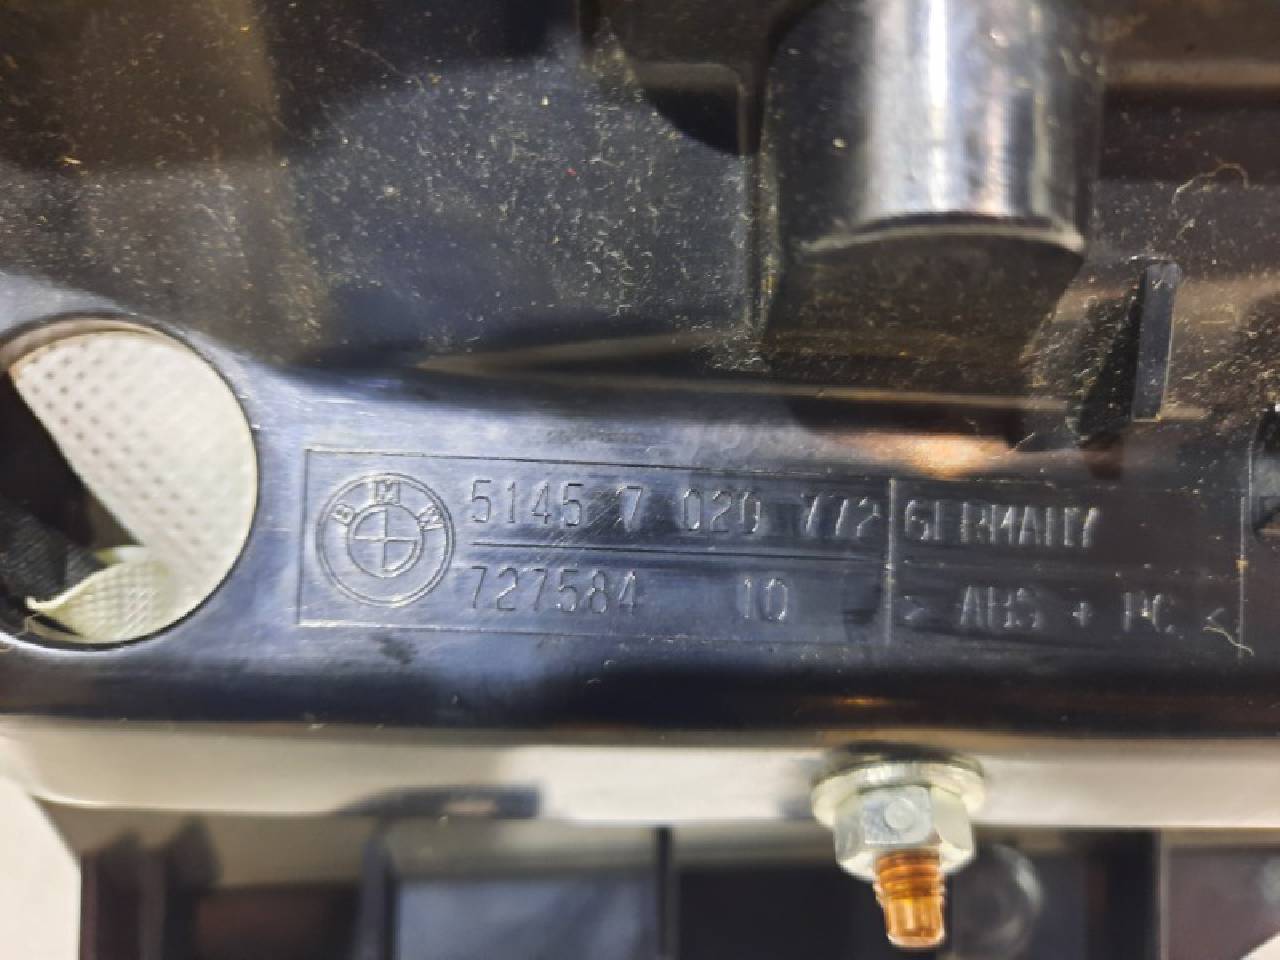 BMW
5145 7 020 772
727584 10
GERMANY
> ABS + PC <